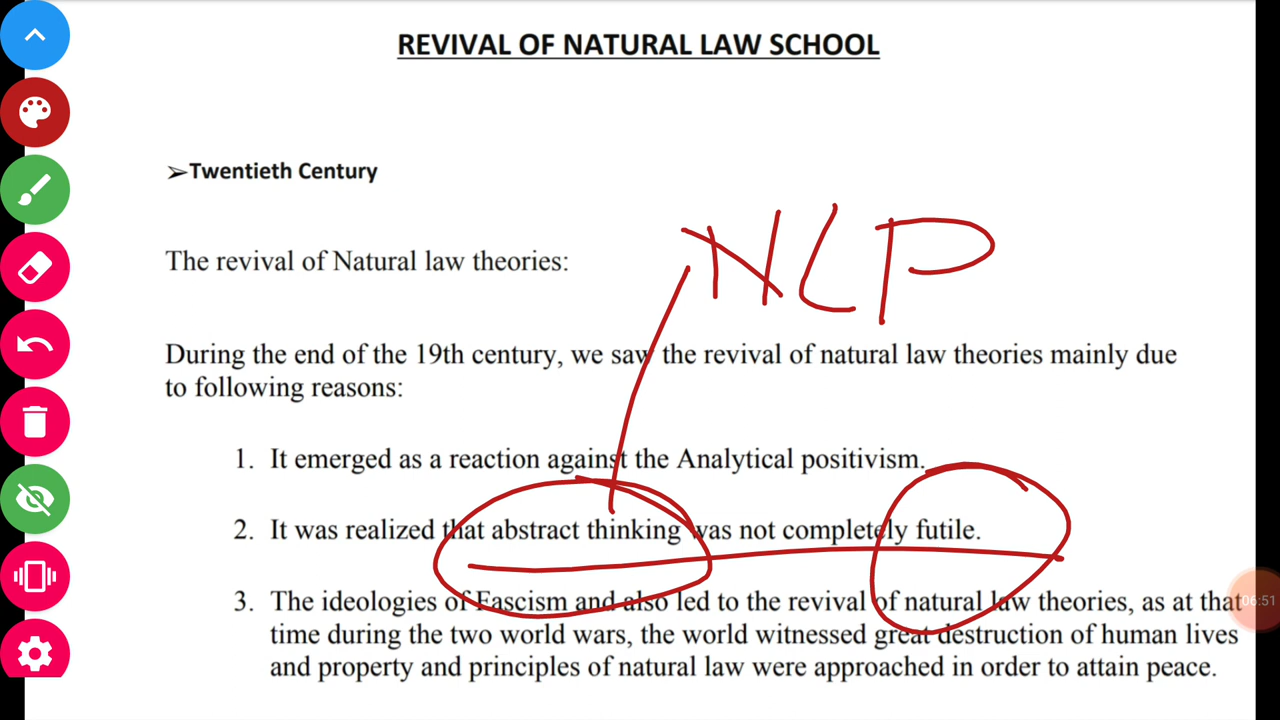 REVIVAL OF NATURAL LAW SCHOOL
➢Twentieth Century
NLP
The revival of Natural law theories:
During the end of the 19th century, we saw the revival of natural law theories mainly due
to following reasons:
1. It emerged as a reaction against the Analytical positivism.
2. It was realized that abstract thinking was not completely futile.
3. The ideologies of Fascism and also led to the revival of natural law theories, as at that
time during the two world wars, the world witnessed great destruction of human lives
and property and principles of natural law were approached in order to attain peace.
06:51